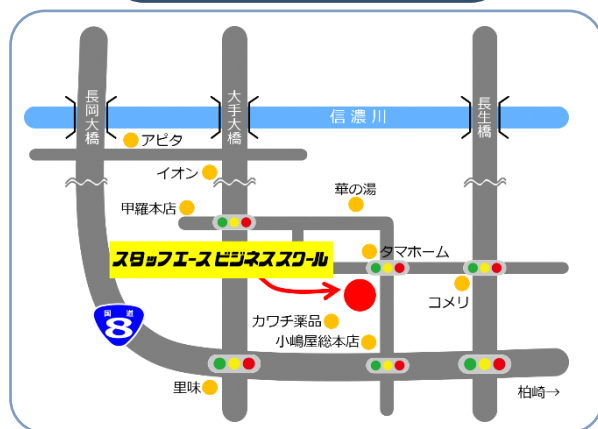 長岡大橋
大手大橋
長生橋
信濃川
アピタ
イオン
華の湯
甲羅本店
タマホーム
スタッフエース ビジネススクール
コメリ
カワチ薬品
小嶋屋総本店
国道
8
里味
柏崎→